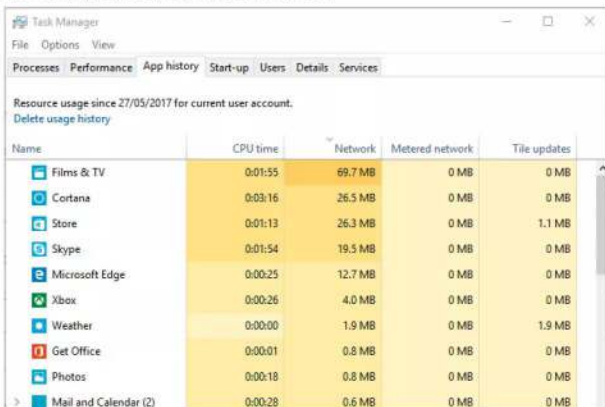 Task Manager
File Options View
Processes Performance App history Start-up Users Details Services
Resource usage since 27/05/2017 for current user account.
Delete usage history
Name CPU time Network Metered network Tile updates
Films & TV 0:01:55 69.7 MB 0 MB 0 MB
Cortana 0:03:16 26.5 MB 0 MB 0 MB
Store 0:01:13 26.3 MB 0 MB 1.1 MB
Skype 0:01:54 19.5 MB 0 MB 0 MB
Microsoft Edge 0:00:25 12.7 MB 0 MB 0 MB
Xbox 0:00:26 4.0 MB 0 MB 0 MB
Weather 0:00:00 1.9 MB 0 MB 1.9 MB
Get Office 0:00:01 0.8 MB 0 MB 0 MB
Photos 0:00:18 0.8 MB 0 MB 0 MB
Mail and Calendar (2) 0:00:28 0.6 MB 0 MB 0 MB